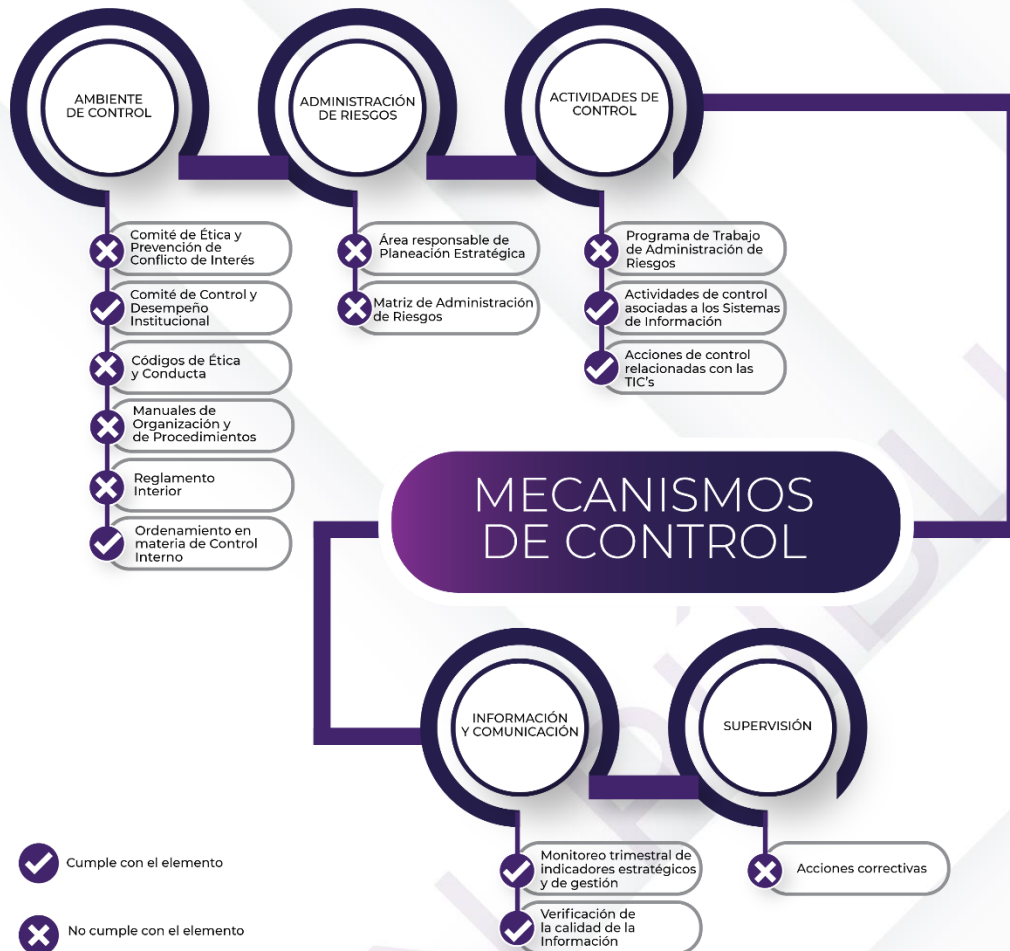 AMBIENTE
DE CONTROL
ADMINISTRACIÓN
DE RIESGOS
ACTIVIDADES DE
CONTROL
Comité de Ética y
Prevención de
Conflicto de Interés
Comité de Control y
Desempeño
Institucional
Códigos de Ética
y Conducta
Manuales de
Organización y
de Procedimientos
Reglamento
Interior
Ordenamiento en
materia de Control
Interno
Área responsable de
Planeación Estratégica
Matriz de Administración
de Riesgos
Programa de Trabajo
de Administración de
Riesgos
Actividades de control
asociadas a los Sistemas
de Información
Acciones de control
relacionadas con las
TIC's
MECANISMOS
DE CONTROL
INFORMACIÓN
Y COMUNICACIÓN
SUPERVISIÓN
Monitoreo trimestral de
indicadores estratégicos
y de gestión
Verificación de
la calidad de la
Información
Acciones correctivas
Cumple con el elemento
No cumple con el elemento